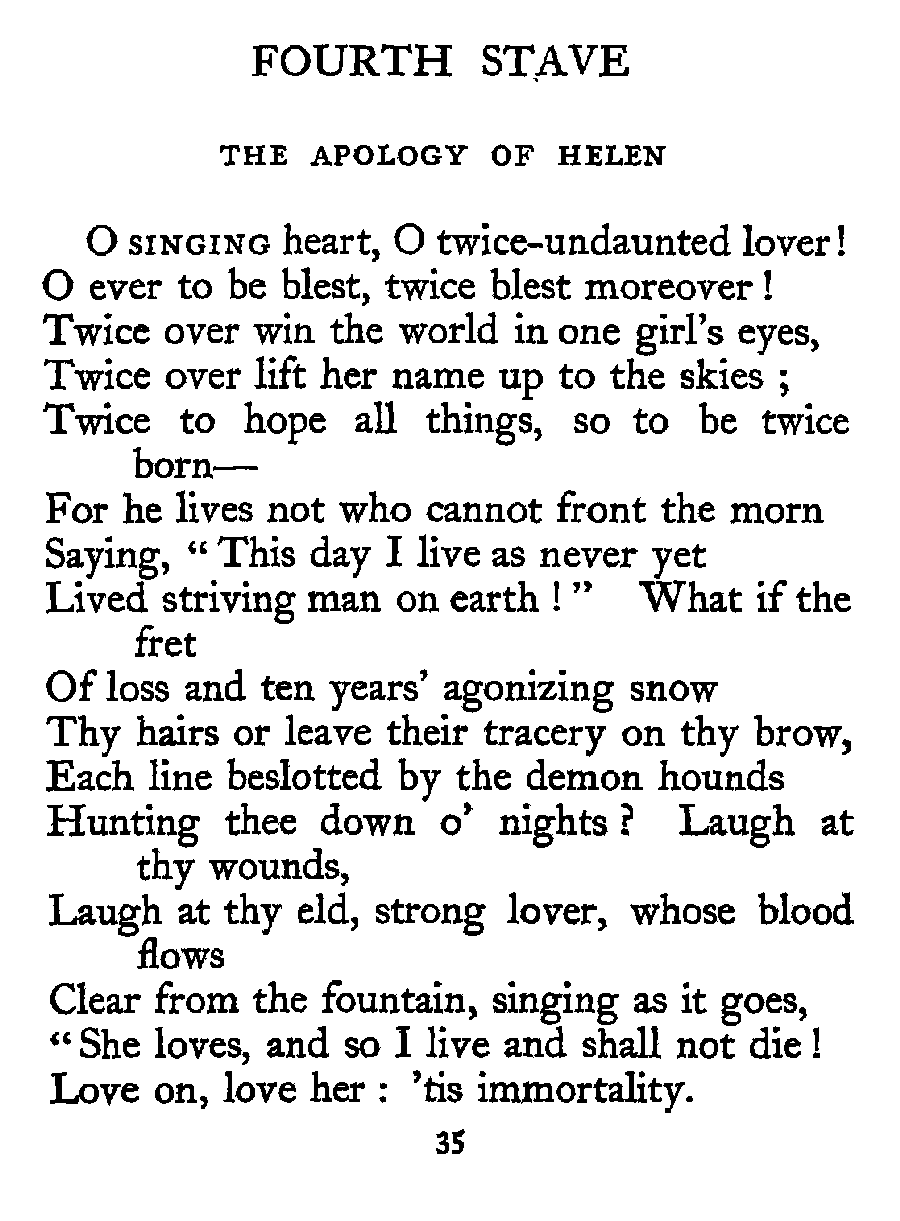 FOURTH STAVE
THE APOLOGY OF HELEN
O SINGING heart, O twice-undaunted lover!
O ever to be blest, twice blest moreover!
Twice over win the world in one girl's eyes,
Twice over lift her name up to the skies ;
Twice to hope all things, so to be twice
born—
For he lives not who cannot front the morn
Saying, “ This day I live as never yet
Lived striving man on earth ! ” What if the
fret
Of loss and ten years’ agonizing snow
Thy hairs or leave their tracery on thy brow,
Each line beslotted by the demon hounds
Hunting thee down o’ nights ? Laugh at
thy wounds,
Laugh at thy eld, strong lover, whose blood
flows
Clear from the fountain, singing as it goes,
“ She loves, and so I live and shall not die !
Love on, love her : ’tis immortality.
35